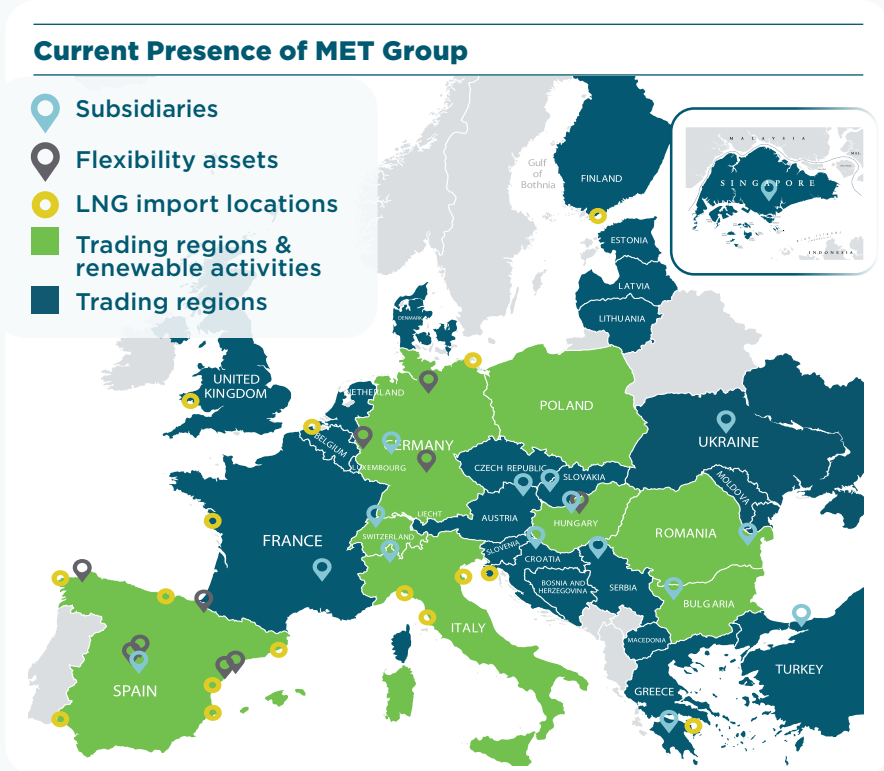 Current Presence of MET Group
Subsidiaries
Flexibility assets
LNG import locations
Trading regions &
renewable activities
Trading regions
Gulf
of
Bothnia
FINLAND
MALAYSIA
SINGAPORE
INDONESIA
ESTONIA
LATVIA
LITHUANIA
DENMARK
UNITED
KINGDOM
NETHERLAND
BELGIUM
LUXEMBOURG
GERMANY
POLAND
CZECH REPUBLIC
SLOVAKIA
UKRAINE
MOLDOVA
LIECHT
AUSTRIA
HUNGARY
ROMANIA
FRANCE
SWITZERLAND
SLOVENIA
CROATIA
BOSNIA AND
HERZEGOVINA
SERBIA
BULGARIA
ITALY
MACEDONIA
SPAIN
GREECE
TURKEY